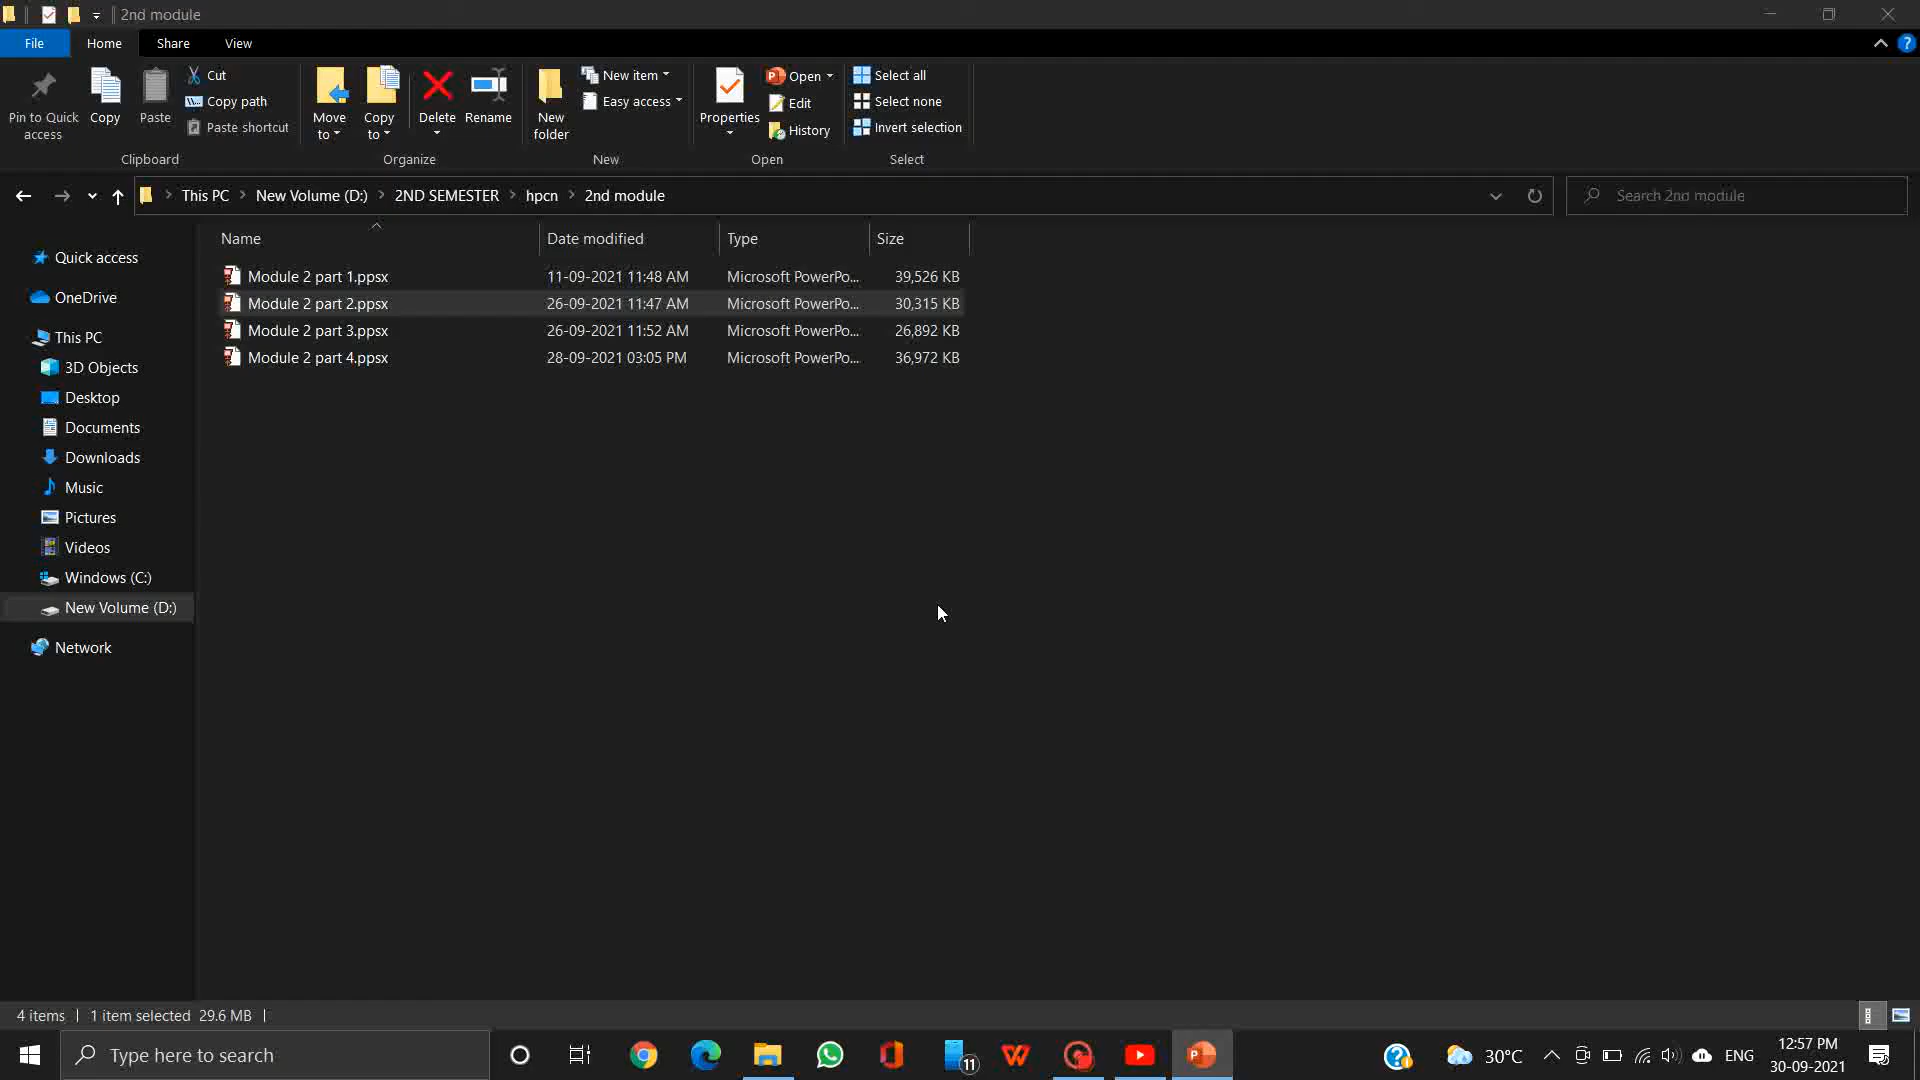 2nd module
File Home Share View
Pin to Quick access
Copy
Paste
Cut
Copy path
Paste shortcut
Clipboard
Move to
Copy to
Delete
Rename
Organize
New folder
New item
Easy access
New
Properties
Open
Edit
History
Open
Select all
Select none
Invert selection
Select
This PC New Volume (D:) 2ND SEMESTER hpcn 2nd module
Search 2nd module
Name Date modified Type Size
Module 2 part 1.ppsx 11-09-2021 11:48 AM Microsoft PowerPo... 39,526 KB
Module 2 part 2.ppsx 26-09-2021 11:47 AM Microsoft PowerPo... 30,315 KB
Module 2 part 3.ppsx 26-09-2021 11:52 AM Microsoft PowerPo... 26,892 KB
Module 2 part 4.ppsx 28-09-2021 03:05 PM Microsoft PowerPo... 36,972 KB
Quick access
OneDrive
This PC
3D Objects
Desktop
Documents
Downloads
Music
Pictures
Videos
Windows (C:)
New Volume (D:)
Network
4 items 1 item selected 29.6 MB
Type here to search
11
30°C
ENG
12:57 PM
30-09-2021